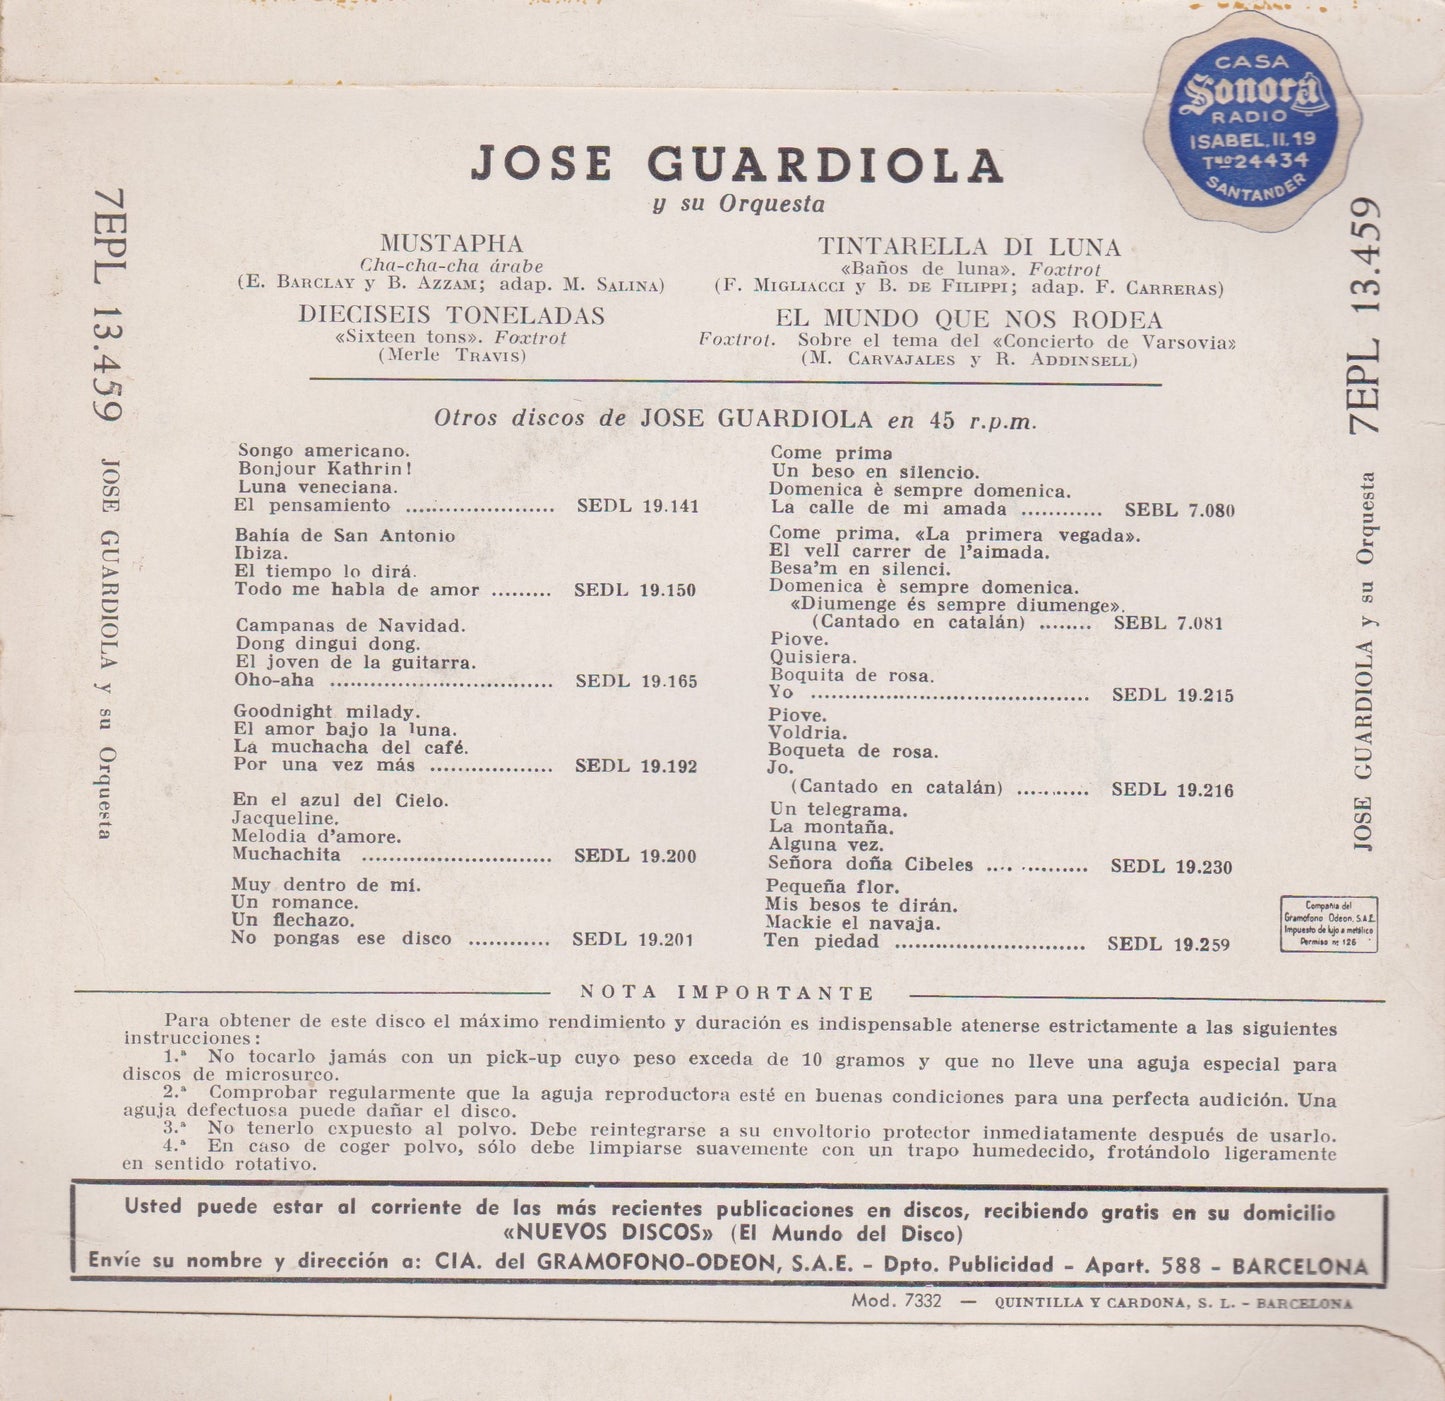 CASA
Sonora
RADIO
ISABEL, II, 19
TNO 24434
SANTANDER
JOSE GUARDIOLA
y su Orquesta
MUSTAPHA
Cha-cha-cha árabe
(E. BARCLAY y B. AZZAM; adap. M. SALINA)
DIECISEIS TONELADAS
«Sixteen tons». Foxtrot
(Merle TRAVIS)
TINTARELLA DI LUNA
«Baños de luna». Foxtrot
(F. MIGLIACCI y B. DE FILIPPI; adap. F. CARRERAS)
EL MUNDO QUE NOS RODEA
Foxtrot. Sobre el tema del «Concierto de Varsovia»
(M. CARVAJALES y R. ADDINSELL)
7EPL 13.459 JOSE GUARDIOLA y su Orquesta
Otros discos de JOSE GUARDIOLA en 45 r.p.m.
Songo americano.
Bonjour Kathrin!
Luna veneciana.
El pensamiento ...................... SEDL 19.141
Bahía de San Antonio
Ibiza.
El tiempo lo dirá.
Todo me habla de amor ......... SEDL 19.150
Campanas de Navidad.
Dong dingui dong.
El joven de la guitarra.
Oho-aha ................................. SEDL 19.165
Goodnight milady.
El amor bajo la luna.
La muchacha del café.
Por una vez más .................. SEDL 19.192
En el azul del Cielo.
Jacqueline.
Melodia d'amore.
Muchachita ............................ SEDL 19.200
Muy dentro de mí.
Un romance.
Un flechazo.
No pongas ese disco ............ SEDL 19.201
Come prima
Un beso en silencio.
Domenica è sempre domenica.
La calle de mi amada ............ SEBL 7.080
Come prima. «La primera vegada».
El vell carrer de l'aimada.
Besa'm en silenci.
Domenica è sempre domenica.
«Diumenge és sempre diumenge».
(Cantado en catalán) ........ SEBL 7.081
Piove.
Quisiera.
Boquita de rosa.
Yo ......................................... SEDL 19.215
Piove.
Voldria.
Boqueta de rosa.
Jo.
(Cantado en catalán) ........... SEDL 19.216
Un telegrama.
La montaña.
Alguna vez.
Señora doña Cibeles .... .......... SEDL 19.230
Pequeña flor.
Mis besos te dirán.
Mackie el navaja.
Ten piedad ............................ SEDL 19.259
7EPL 13.459 JOSE GUARDIOLA y su Orquesta
Compañia del
Gramófono Odeon, S.A.E.
Impuesto de lujo a metálico
Permiso nº 126
NOTA IMPORTANTE
Para obtener de este disco el máximo rendimiento y duración es indispensable atenerse estrictamente a las siguientes
instrucciones:
1.ª No tocarlo jamás con un pick-up cuyo peso exceda de 10 gramos y que no lleve una aguja especial para
discos de microsurco.
2.ª Comprobar regularmente que la aguja reproductora esté en buenas condiciones para una perfecta audición. Una
aguja defectuosa puede dañar el disco.
3.ª No tenerlo expuesto al polvo. Debe reintegrarse a su envoltorio protector inmediatamente después de usarlo.
4.ª En caso de coger polvo, sólo debe limpiarse suavemente con un trapo humedecido, frotándolo ligeramente
en sentido rotativo.
Usted puede estar al corriente de las más recientes publicaciones en discos, recibiendo gratis en su domicilio
«NUEVOS DISCOS» (El Mundo del Disco)
Envíe su nombre y dirección a: CIA. del GRAMOFONO-ODEON, S.A.E. - Dpto. Publicidad - Apart. 588 - BARCELONA
Mod. 7332 — QUINTILLA Y CARDONA, S. L. - BARCELONA